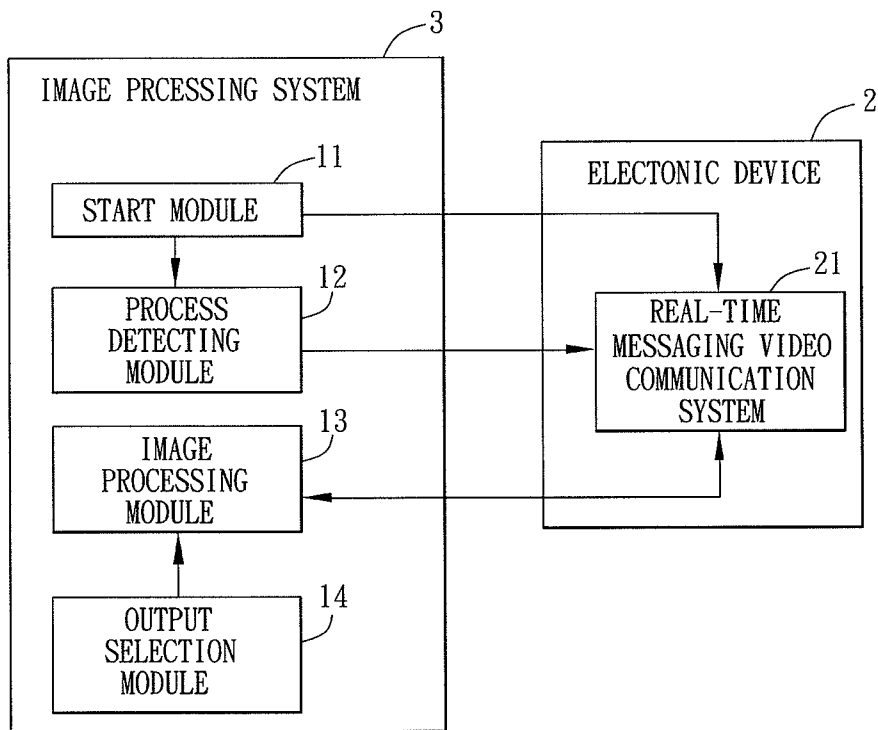 3
IMAGE PRCESSING SYSTEM
11
START MODULE
12
PROCESS
DETECTING
MODULE
13
IMAGE
PROCESSING
MODULE
14
OUTPUT
SELECTION
MODULE
2
ELECTONIC DEVICE
21
REAL-TIME
MESSAGING VIDEO
COMMUNICATION
SYSTEM